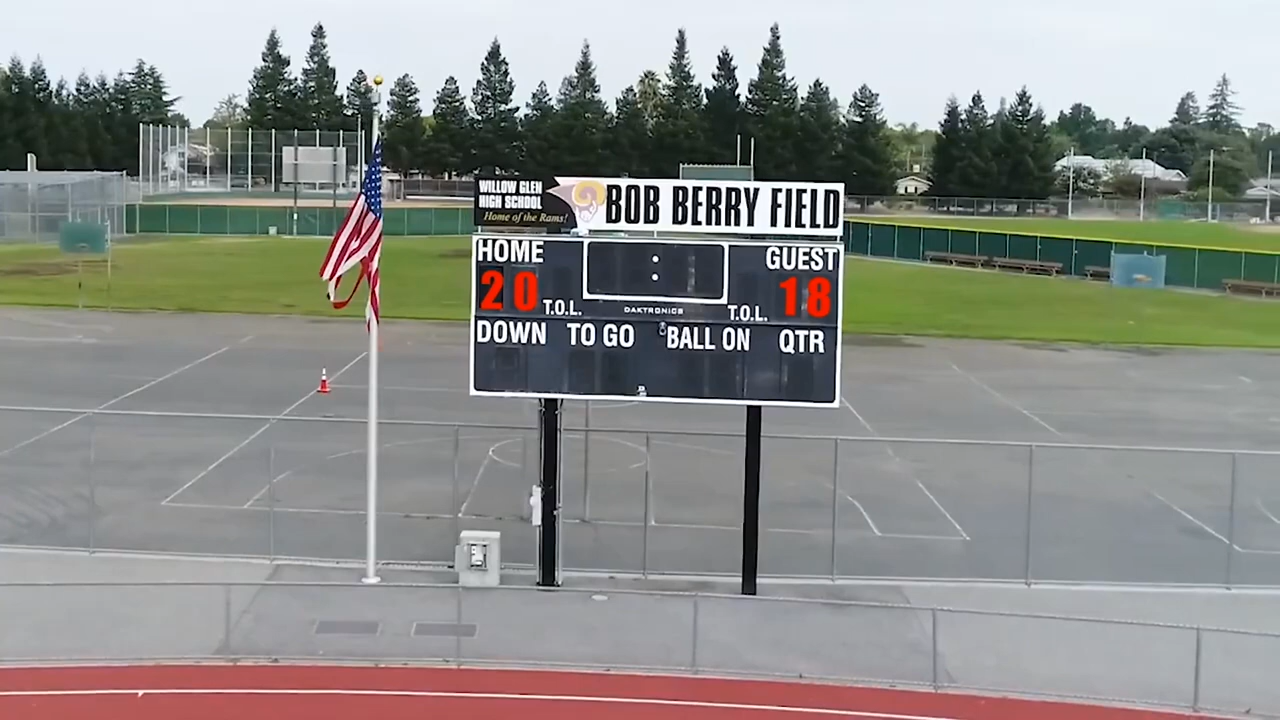 WILLOW GLEN
HIGH SCHOOL
Home of the Rams!
BOB BERRY FIELD
HOME : GUEST
20 T.O.L. T.O.L. 18
DAKTRONICS
DOWN TO GO BALL ON QTR